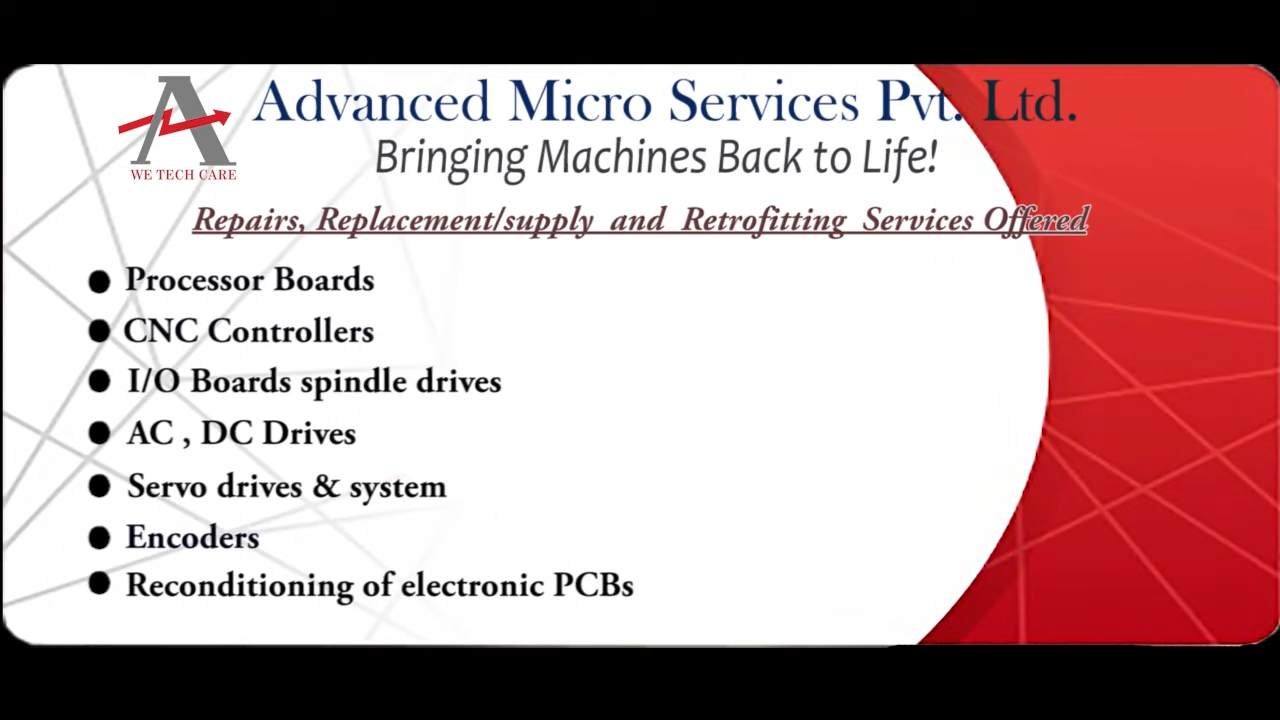 Advanced Micro Services Pvt. Ltd.
Bringing Machines Back to Life!
WE TECH CARE
Repairs, Replacement/supply and Retrofitting Services Offered
Processor Boards
CNC Controllers
I/O Boards spindle drives
AC , DC Drives
Servo drives & system
Encoders
Reconditioning of electronic PCBs